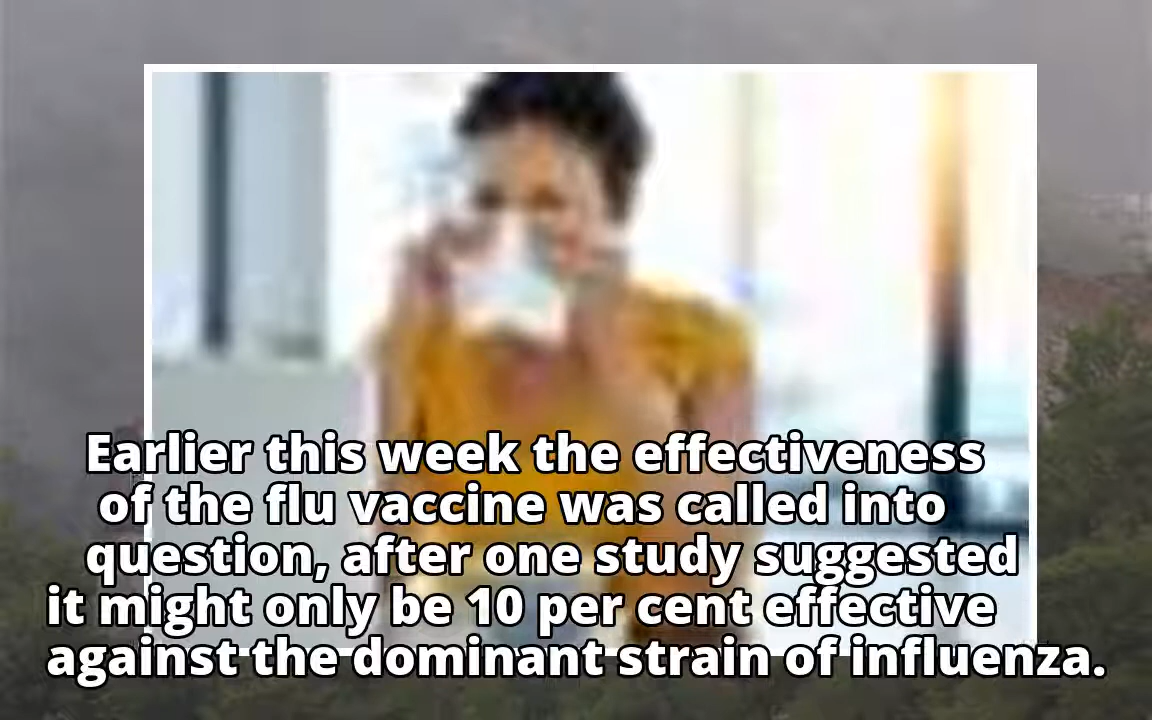 Earlier this week the effectiveness
of the flu vaccine was called into
question, after one study suggested
it might only be 10 per cent effective
against the dominant strain of influenza.